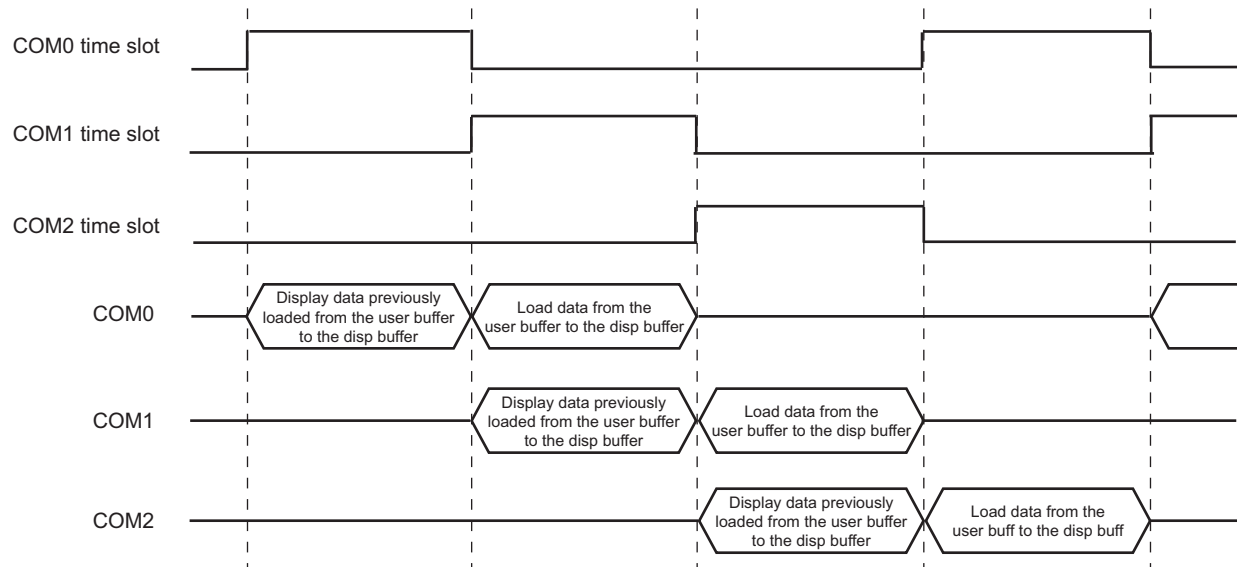 COM0 time slot
COM1 time slot
COM2 time slot
COM0
Display data previously
loaded from the user buffer
to the disp buffer
Load data from the
user buffer to the disp buffer
COM1
Display data previously
loaded from the user buffer
to the disp buffer
Load data from the
user buffer to the disp buffer
COM2
Display data previously
loaded from the user buffer
to the disp buffer
Load data from the
user buff to the disp buff